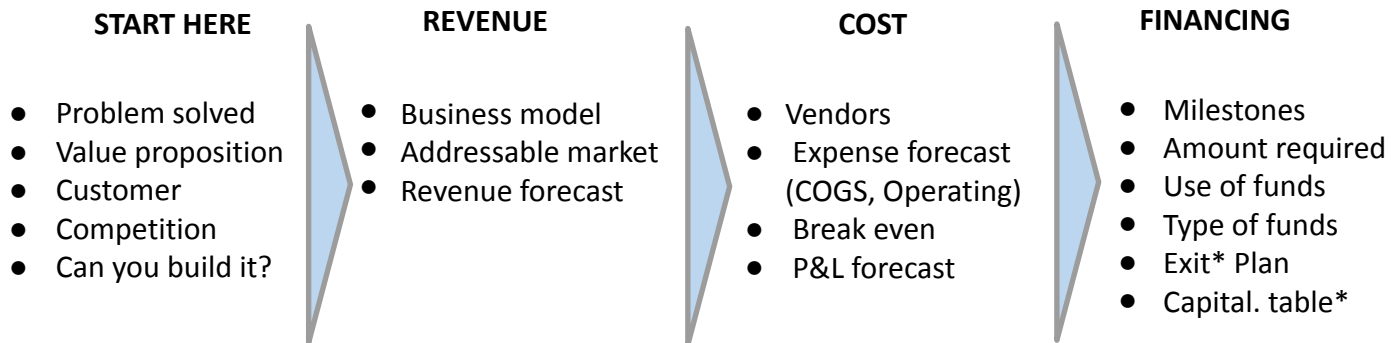 START HERE
● Problem solved
● Value proposition
● Customer
● Competition
● Can you build it?
REVENUE
● Business model
● Addressable market
● Revenue forecast
COST
● Vendors
● Expense forecast
(COGS, Operating)
● Break even
● P&L forecast
FINANCING
● Milestones
● Amount required
● Use of funds
● Type of funds
● Exit* Plan
● Capital. table*